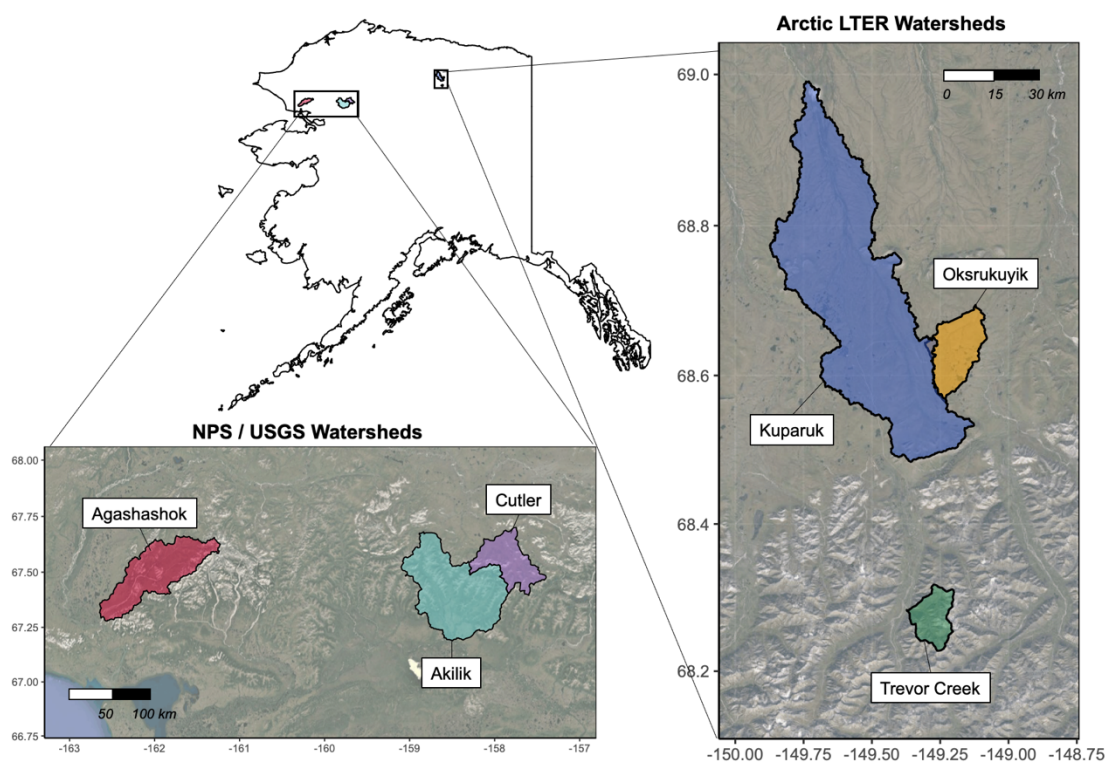 Arctic LTER Watersheds
69.0
68.8
68.6
68.4
68.2
15 30 km
Oksrukuyik
Kuparuk
Trevor Creek
-150.00 -149.75 -149.50 -149.25 -149.00 -148.75
NPS / USGS Watersheds
68.00
67.75
67.50
67.25
67.00
66.75
Agashashok
Cutler
Akilik
50 100 km
-163 -162 -161 -160 -159 -158 -157